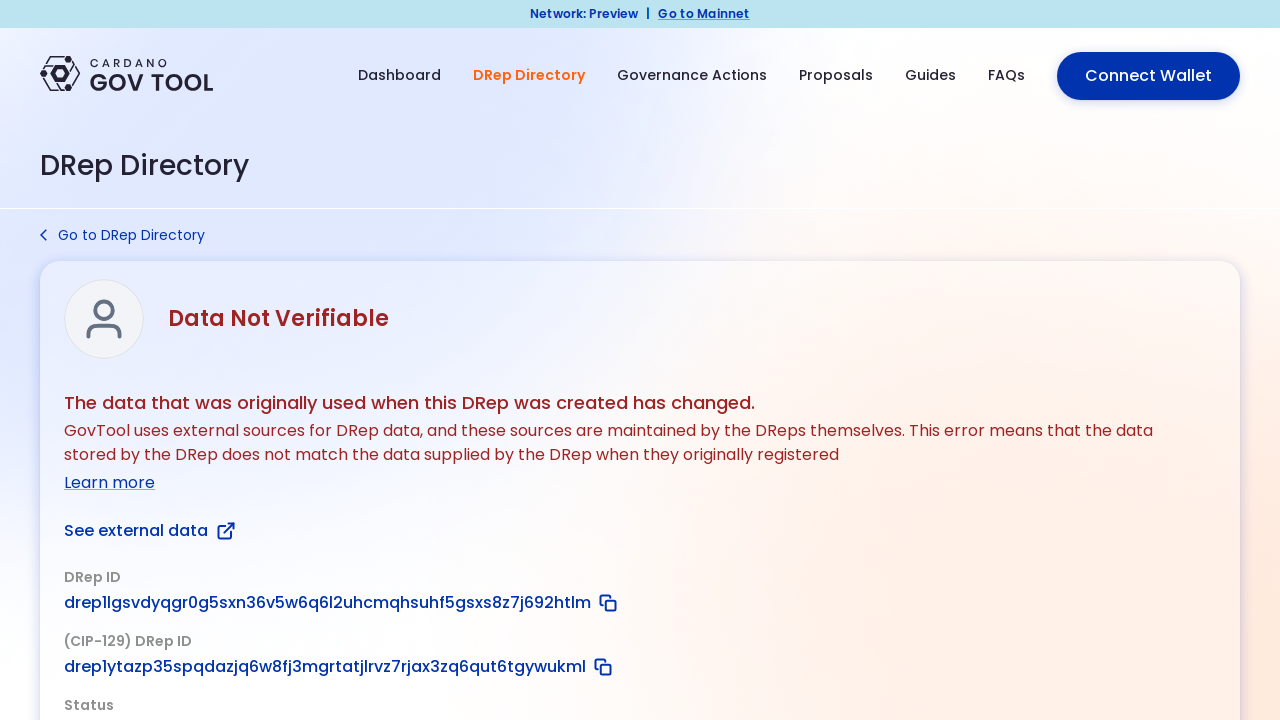 Network: Preview | Go to Mainnet
CARDANO
GOV TOOL
Dashboard
DRep Directory
Governance Actions
Proposals
Guides
FAQs
Connect Wallet
DRep Directory
Go to DRep Directory
Data Not Verifiable
The data that was originally used when this DRep was created has changed.
GovTool uses external sources for DRep data, and these sources are maintained by the DReps themselves. This error means that the data
stored by the DRep does not match the data supplied by the DRep when they originally registered
Learn more
See external data
DRep ID
drep1lgsvdyqgr0g5sxn36v5w6q6l2uhcmqhsuhf5gsxs8z7j692htlm
(CIP-129) DRep ID
drep1ytazp35spqdazjq6w8fj3mgrtatjlrvz7rjax3zq6qut6tgywukml
Status